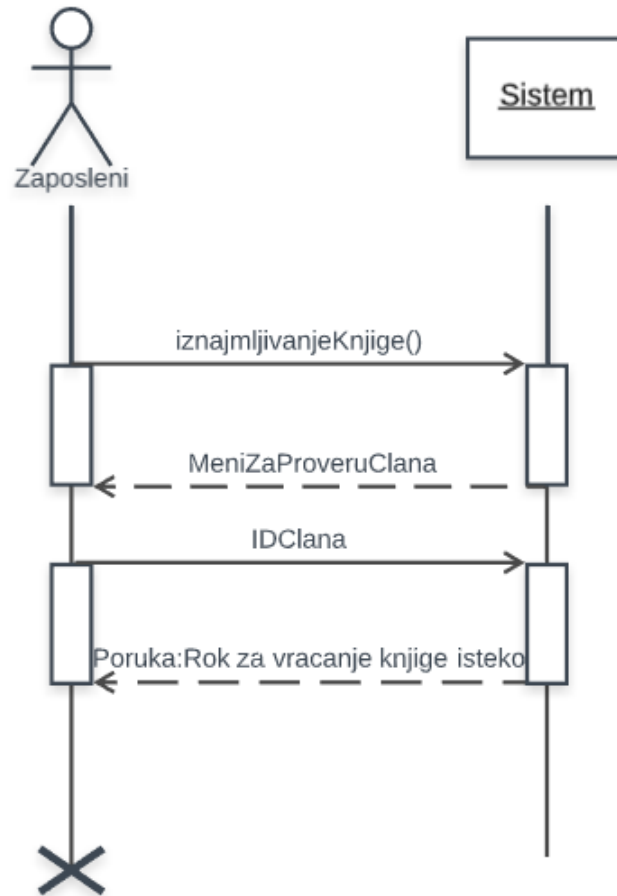 Zaposleni
Sistem
iznajmljivanjeKnjige()
MeniZaProveruClana
IDClana
Poruka:Rok za vracanje knjige isteko